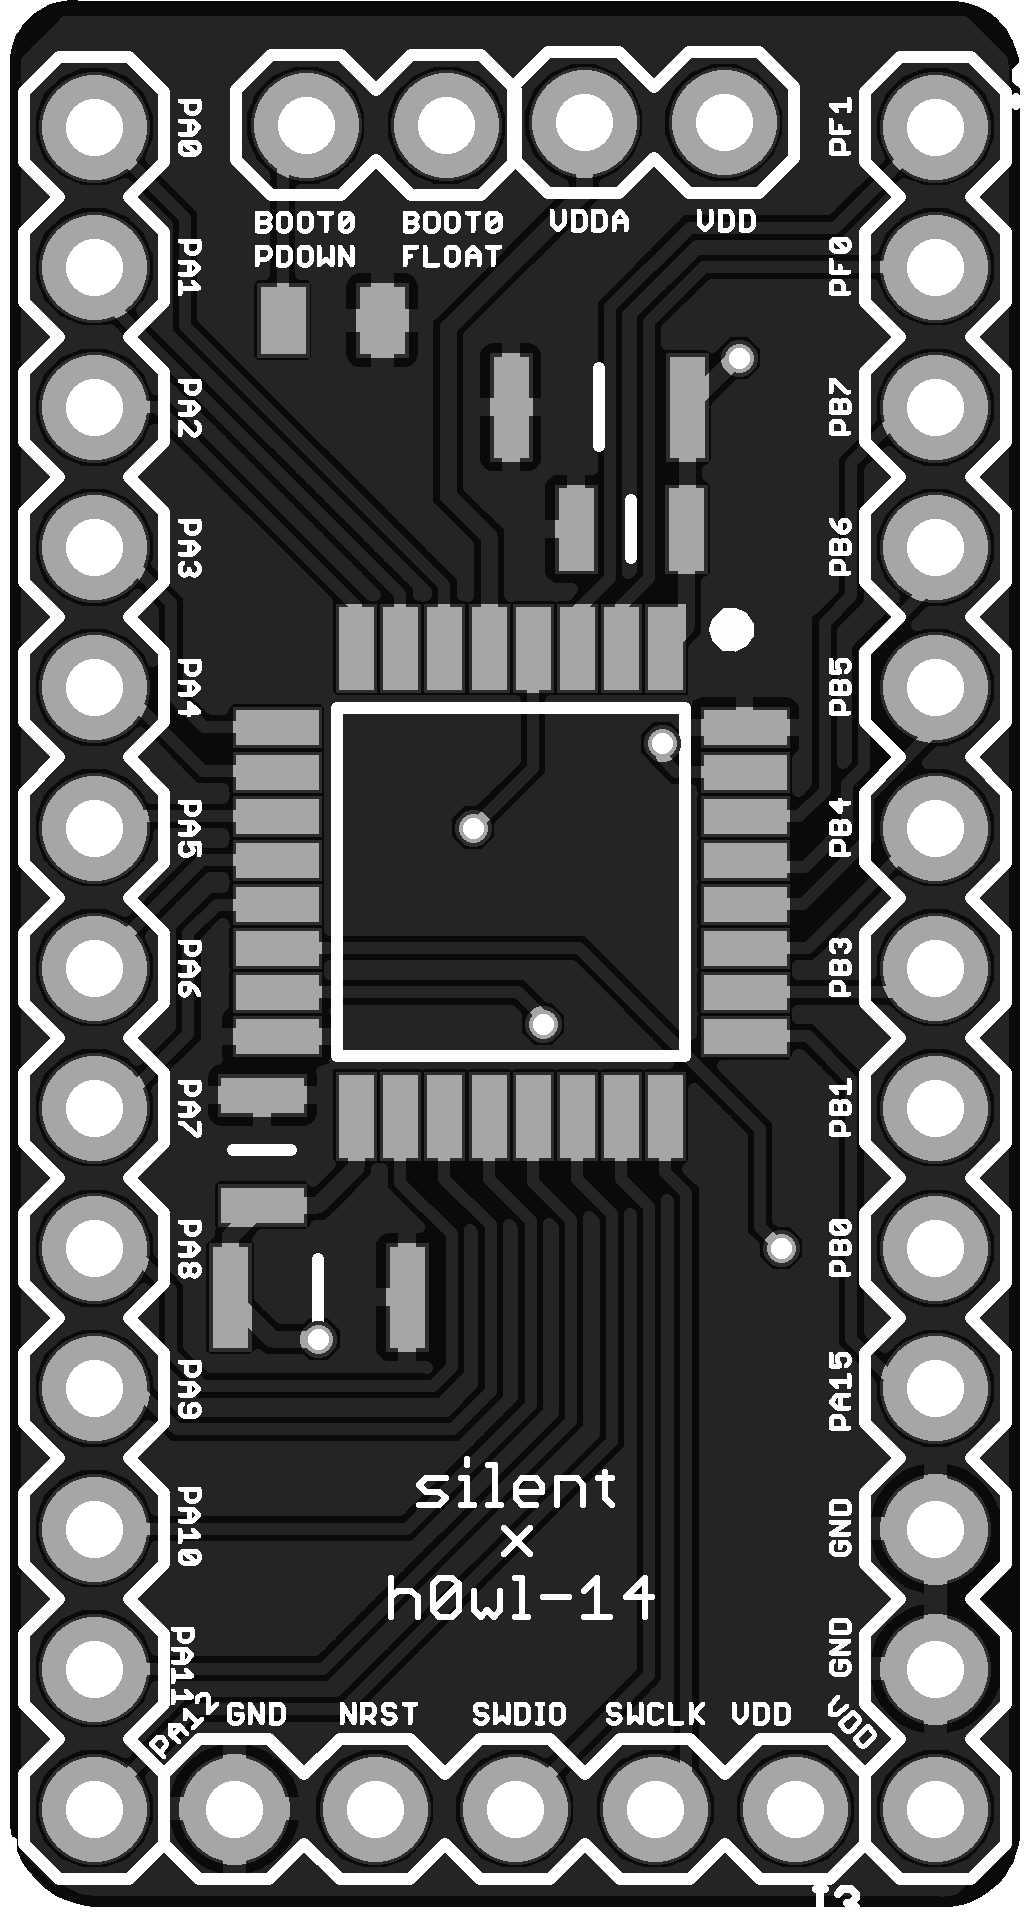 PA0
PA1
PA2
PA3
PA4
PA5
PA6
PA7
PA8
PA9
PA10
PA11
PA12
BOOT0
PDOWN
BOOT0
FLOAT
VDDA
VDD
PF1
PF0
PB7
PB6
PB5
PB4
PB3
PB1
PB0
PA15
GND
GND
VDD
silent
x
h0wl-14
GND
NRST
SWDIO
SWCLK
VDD